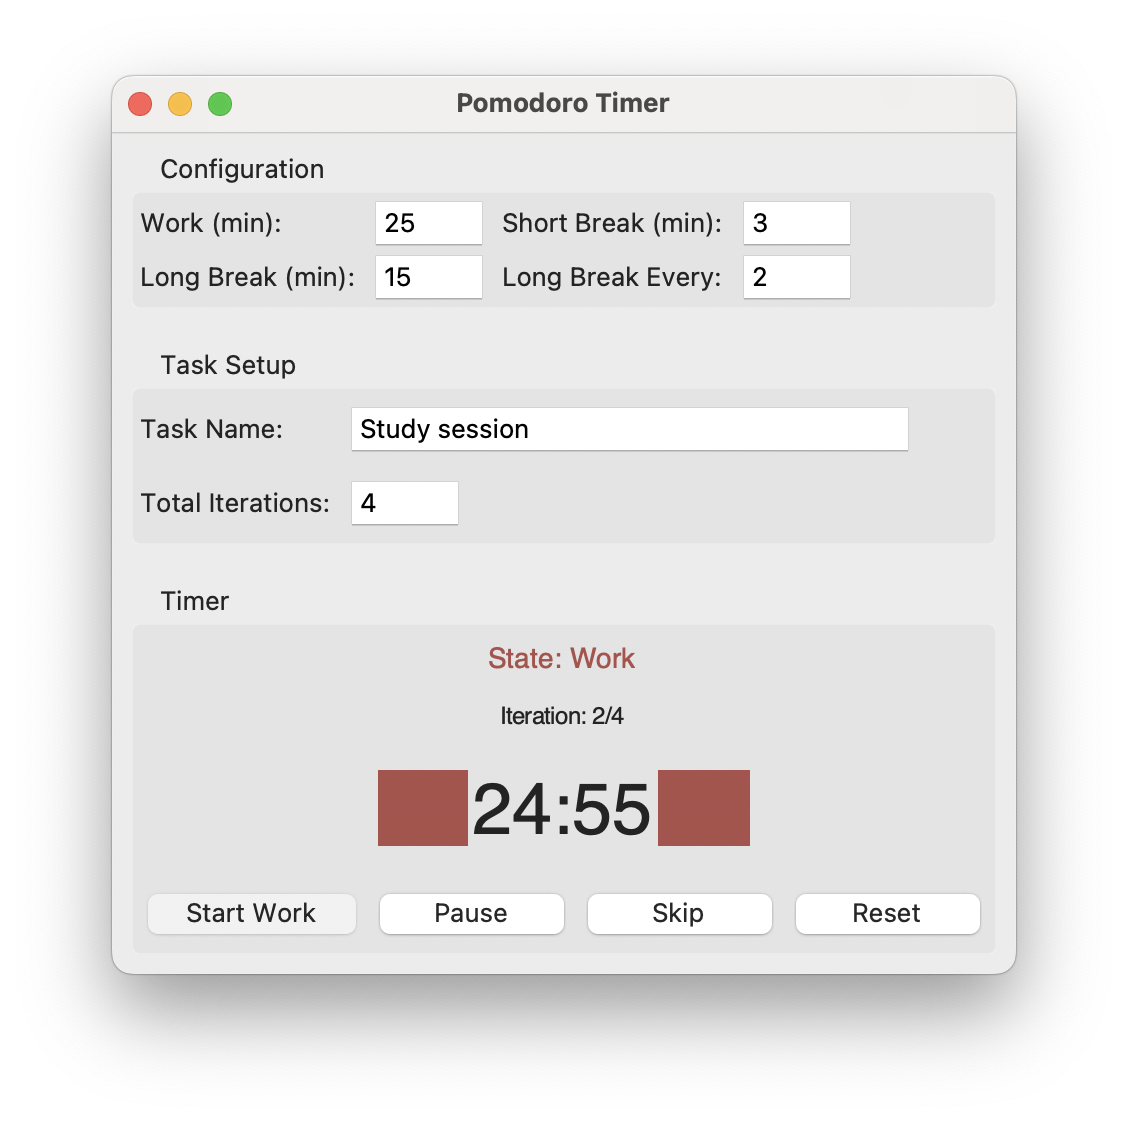 Pomodoro Timer
Configuration
Work (min): 25 Short Break (min): 3
Long Break (min): 15 Long Break Every: 2
Task Setup
Task Name: Study session
Total Iterations: 4
Timer
State: Work
Iteration: 2/4
24:55
Start Work Pause Skip Reset